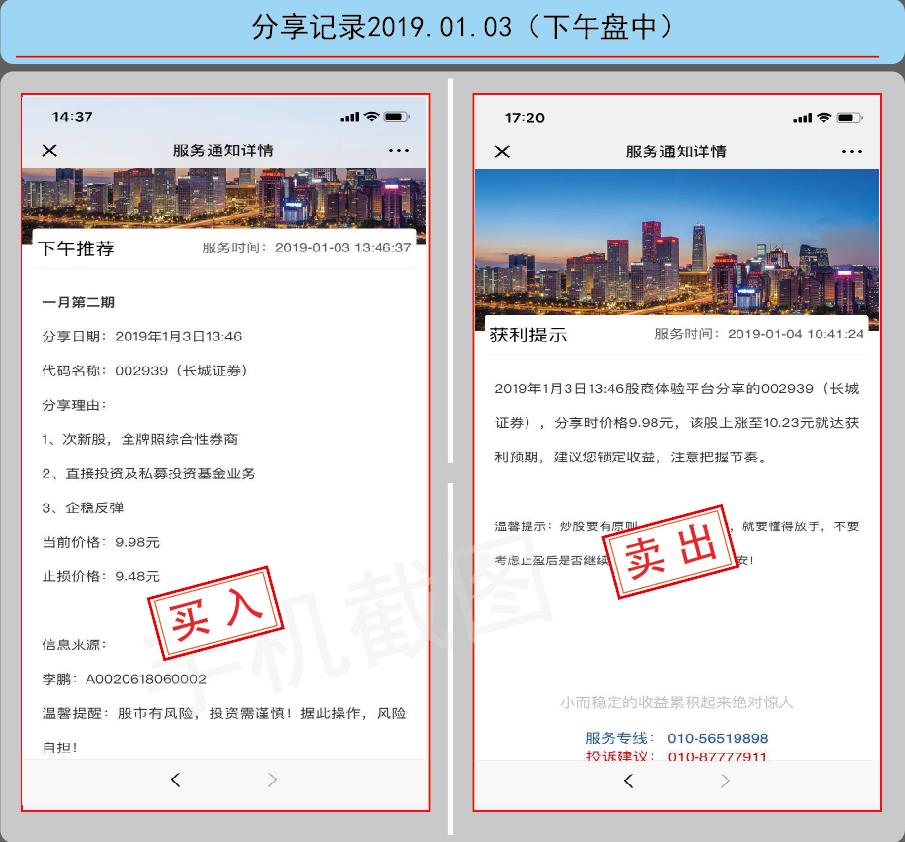 分享记录2019.01.03（下午盘中）
14:37
服务通知详情
下午推荐
服务时间：2019-01-03 13:46:37
一月第二期
分享日期：2019年1月3日13:46
代码名称：002939（长城证券）
分享理由：
1、次新股，全牌照综合性券商
2、直接投资及私募投资基金业务
3、企稳反弹
当前价格：9.98元
止损价格：9.48元
买入
信息来源：
李鹏：A0020618060002
温馨提醒：股市有风险，投资需谨慎！据此操作，风险
自担！
17:20
服务通知详情
获利提示
服务时间：2019-01-04 10:41:24
2019年1月3日13:46股商体验平台分享的002939（长城
证券），分享时价格9.98元，该股上涨至10.23元就达获
利预期，建议您锁定收益，注意把握节奏。
温馨提示：炒股要有原则 ，就要懂得放手，不要
考虑止盈后是否继续 安！
卖出
小而稳定的收益累积起来绝对惊人
服务专线：010-56519898
投诉建议：010-87777911
手机截图